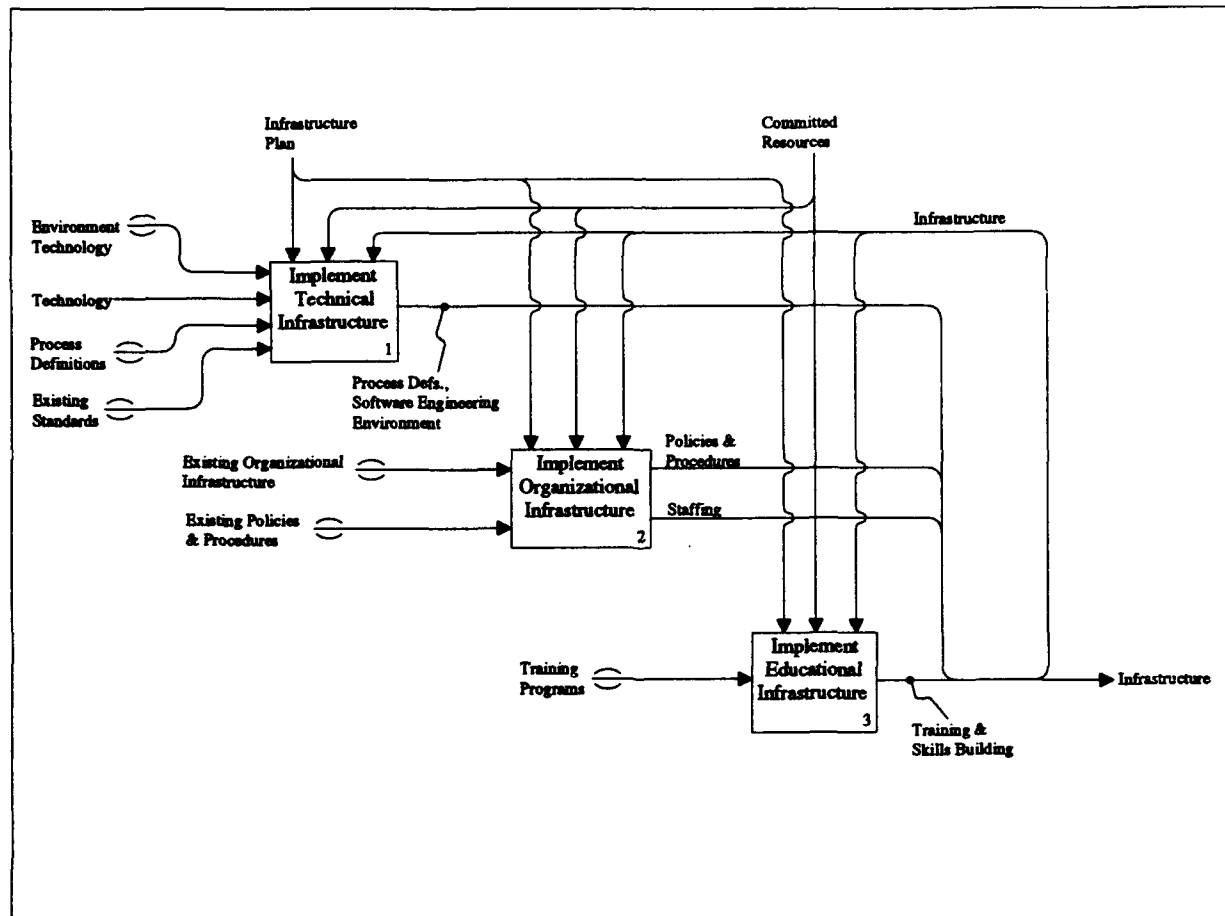 Infrastructure
Plan
Committed
Resources
Infrastructure
Environment
Technology
Technology
Process
Definitions
Existing
Standards
Implement
Technical
Infrastructure
1
Process Defs.,
Software Engineering
Environment
Existing Organizational
Infrastructure
Existing Policies
& Procedures
Implement
Organizational
Infrastructure
2
Policies &
Procedures
Staffing
Training
Programs
Implement
Educational
Infrastructure
3
Training &
Skills Building
Infrastructure